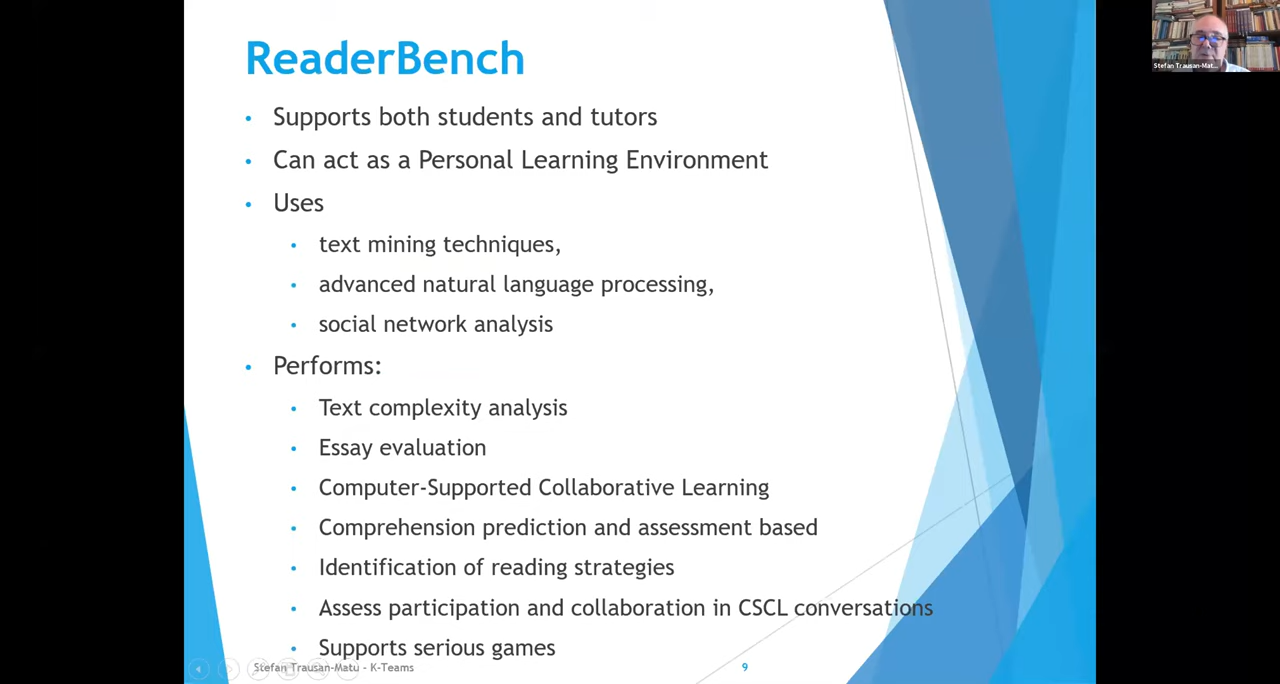 ReaderBench
• Supports both students and tutors
• Can act as a Personal Learning Environment
• Uses
• text mining techniques,
• advanced natural language processing,
• social network analysis
• Performs:
• Text complexity analysis
• Essay evaluation
• Computer-Supported Collaborative Learning
• Comprehension prediction and assessment based
• Identification of reading strategies
• Assess participation and collaboration in CSCL conversations
• Supports serious games
Stefan Trausan-Matu - K-Teams
9
Stefan Trausan-Mat...